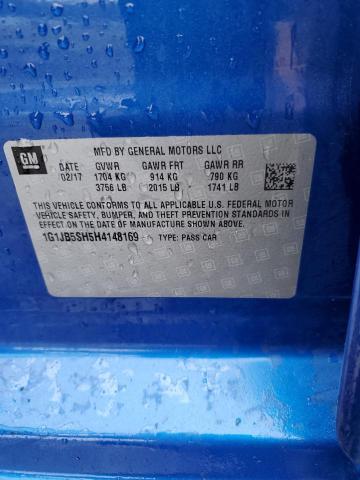 GM
MFD BY GENERAL MOTORS LLC
DATE GVWR GAWR FRT GAWR RR
02/17 1704 KG 914 KG 790 KG
3756 LB 2015 LB 1741 LB
THIS VEHICLE CONFORMS TO ALL APPLICABLE U.S. FEDERAL MOTOR
VEHICLE SAFETY, BUMPER, AND THEFT PREVENTION STANDARDS IN
EFFECT ON THE DATE OF MANUFACTURE SHOWN ABOVE.
1G1JB5SH5H4148169 TYPE: PASS CAR